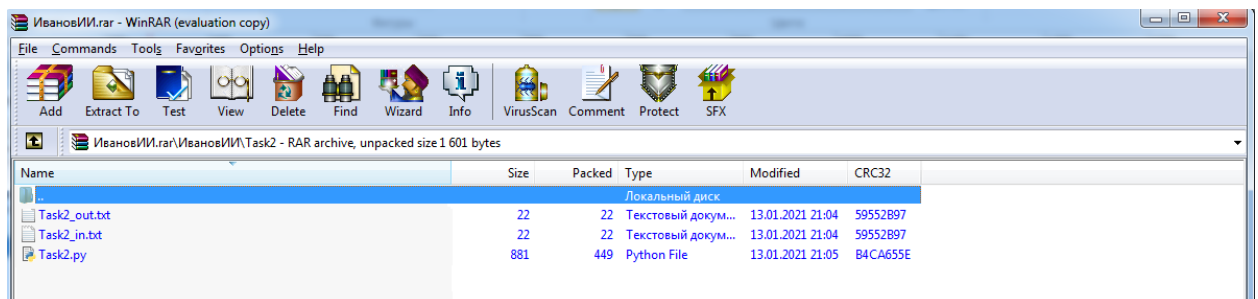 ИвановИИ.rar - WinRAR (evaluation copy)
File Commands Tools Favorites Options Help
Add Extract To Test View Delete Find Wizard Info VirusScan Comment Protect SFX
ИвановИИ.rar\ИвановИИ\Task2 - RAR archive, unpacked size 1 601 bytes
Name Size Packed Type Modified CRC32
.. Локальный диск
Task2_out.txt 22 22 Текстовый докум... 13.01.2021 21:04 59552B97
Task2_in.txt 22 22 Текстовый докум... 13.01.2021 21:04 59552B97
Task2.py 881 449 Python File 13.01.2021 21:05 B4CA655E